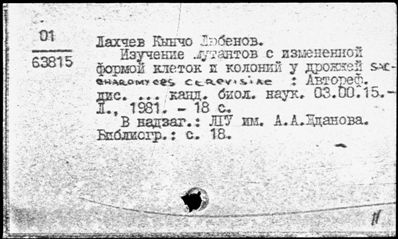 01
63815
Лахчев Кынчо Любенов.
Изучение мутантов с измененной
формой клеток и колоний у дрожжей SAC-
CHAROMYCES CEREVISIAE : Автореф.
дис. ... канд. биол. наук. 03.00.15.-
Л., 1981. - 18 с.
В надзаг.: ЛГУ им. А.А.Жданова.
Библиогр.: с. 18.